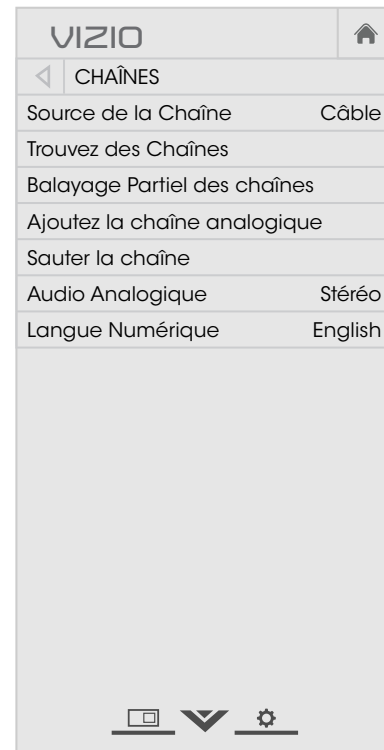 VIZIO
CHAÎNES
Source de la Chaîne Câble
Trouvez des Chaînes
Balayage Partiel des chaînes
Ajoutez la chaîne analogique
Sauter la chaîne
Audio Analogique Stéréo
Langue Numérique English